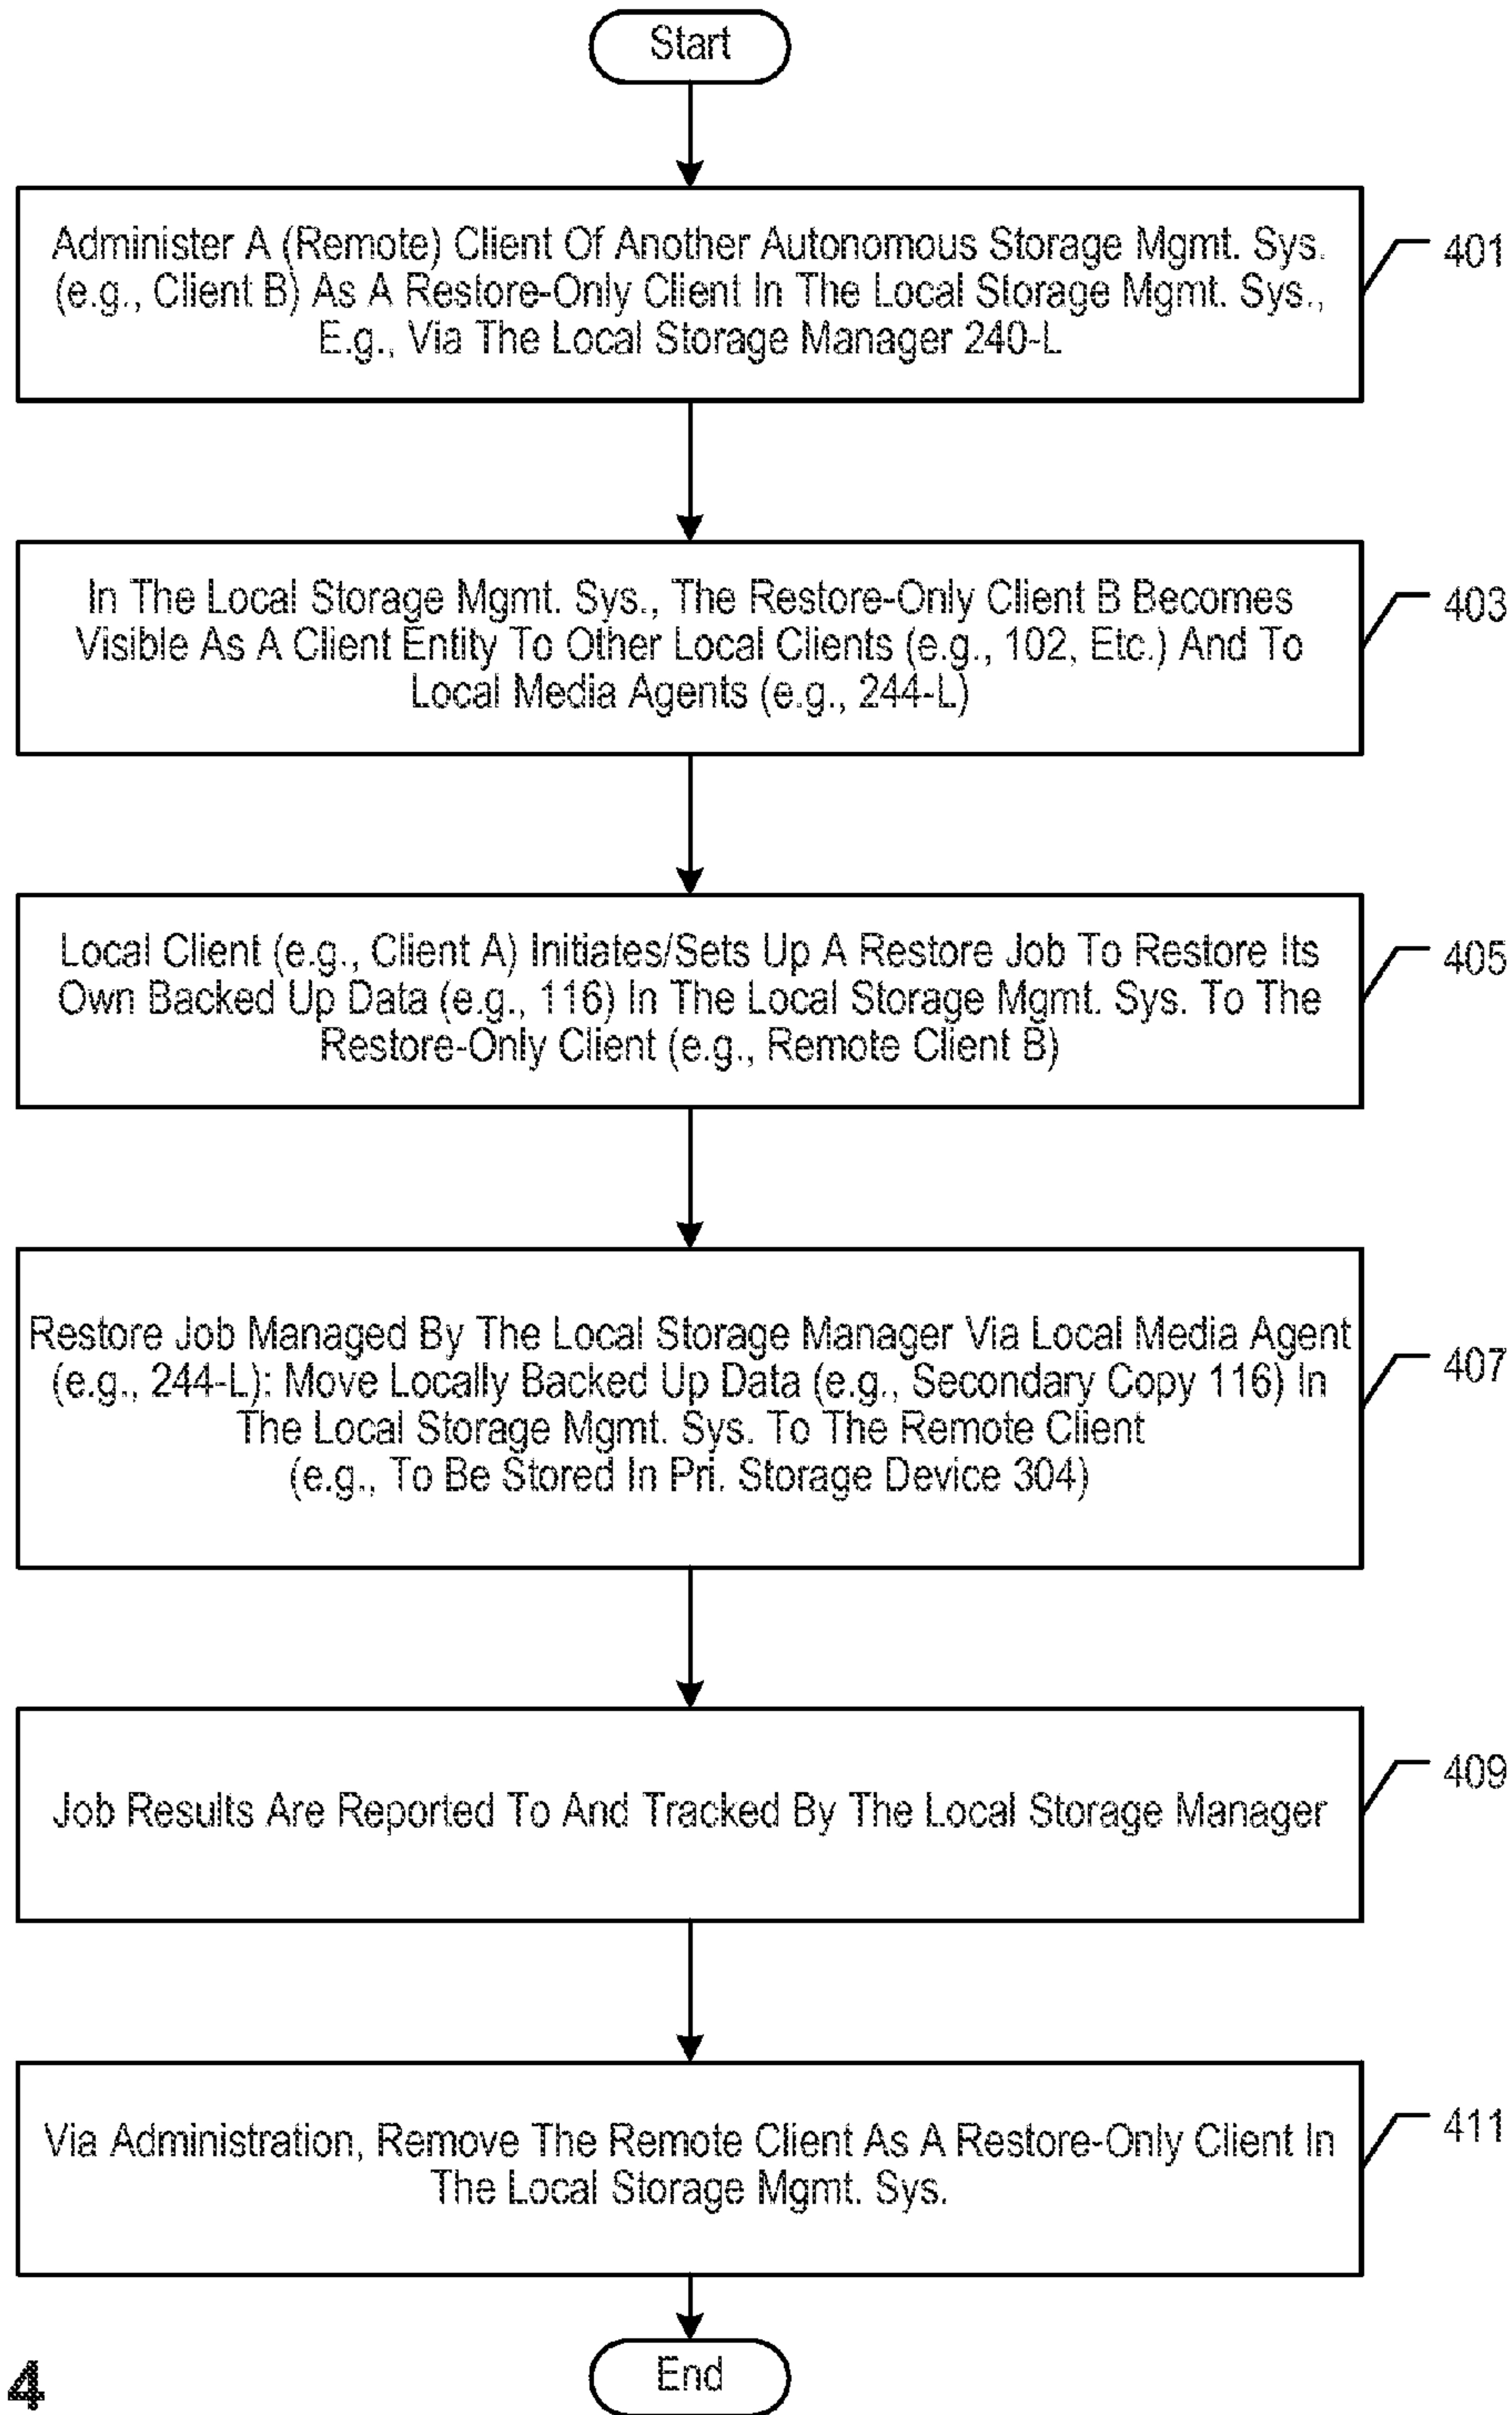 Start
Administer A (Remote) Client Of Another Autonomous Storage Mgmt. Sys.
(e.g., Client B) As A Restore-Only Client In The Local Storage Mgmt. Sys.,
E.g., Via The Local Storage Manager 240-L
401
In The Local Storage Mgmt. Sys., The Restore-Only Client B Becomes
Visible As A Client Entity To Other Local Clients (e.g., 102, Etc.) And To
Local Media Agents (e.g., 244-L)
403
Local Client (e.g., Client A) Initiates/Sets Up A Restore Job To Restore Its
Own Backed Up Data (e.g., 116) In The Local Storage Mgmt. Sys. To The
Restore-Only Client (e.g., Remote Client B)
405
Restore Job Managed By The Local Storage Manager Via Local Media Agent
(e.g., 244-L): Move Locally Backed Up Data (e.g., Secondary Copy 116) In
The Local Storage Mgmt. Sys. To The Remote Client
(e.g., To Be Stored In Pri. Storage Device 304)
407
Job Results Are Reported To And Tracked By The Local Storage Manager
409
Via Administration, Remove The Remote Client As A Restore-Only Client In
The Local Storage Mgmt. Sys.
411
End
4